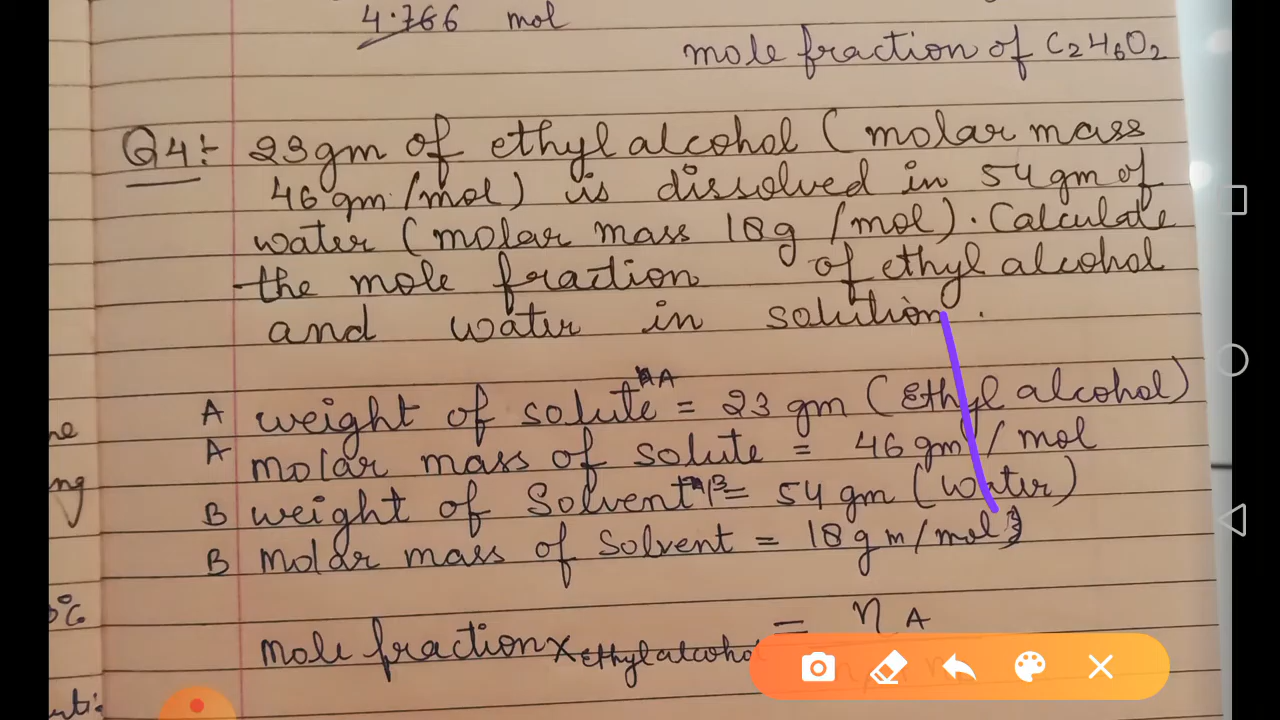 4.766 mol
mole fraction of C2H6O2
Q4:- 23gm of ethyl alcohol (molar mass
46 gm/mol) is dissolved in 54 gm of
water (molar mass 18g /mol). Calculate
the mole fraction of ethyl alcohol
and water in solution.
A weight of solute A = 23 gm (Ethyl alcohol)
A molar mass of solute = 46 gm/mol
ng
B weight of Solvent B = 54 gm (water)
B Molar mass of Solvent = 18 gm/mol
0°C
mole fraction xethyl alcohol = nA